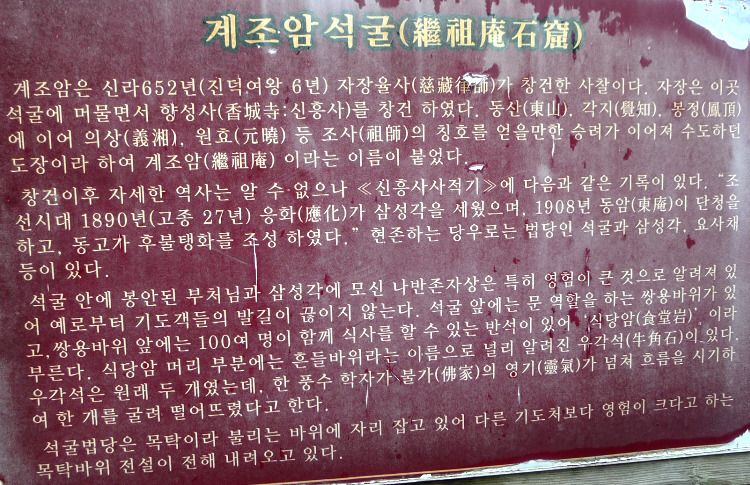 계조암석굴(繼祖庵石窟)
계조암은 신라652년(진덕여왕 6년) 자장율사(慈藏律師)가 창건한 사찰이다. 자장은 이곳
석굴에 머물면서 향성사(香城寺:신흥사)를 창건 하였다. 동산(東山), 각지(覺知), 봉정(鳳頂)
에 이어 의상(義湘), 원효(元曉) 등 조사(祖師)의 칭호를 얻을만한 승려가 이어져 수도하던
도장이라 하여 계조암(繼祖庵) 이라는 이름이 붙었다.
창건이후 자세한 역사는 알 수 없으나 ≪신흥사사적기≫에 다음과 같은 기록이 있다. “조
선시대 1890년(고종 27년) 응화(應化)가 삼성각을 세웠으며, 1908년 동암(東庵)이 단청을
하고, 동고가 후불탱화를 조성 하였다.” 현존하는 당우로는 법당인 석굴과 삼성각, 요사채
등이 있다.
석굴 안에 봉안된 부처님과 삼성각에 모신 나반존자상은 특히 영험이 큰 것으로 알려져 있
어 예로부터 기도객들의 발길이 끊이지 않는다. 석굴 앞에는 문 역할을 하는 쌍용바위가 있
고,쌍용바위 앞에는 100여 명이 함께 식사를 할 수 있는 반석이 있어 ‘식당암(食堂岩)’ 이라
부른다. 식당암 머리 부분에는 흔들바위라는 이름으로 널리 알려진 우각석(牛角石)이 있다.
우각석은 원래 두 개였는데, 한 풍수 학자가 불가(佛家)의 영기(靈氣)가 넘쳐 흐름을 시기하
여 한 개를 굴려 떨어뜨렸다고 한다.
석굴법당은 목탁이라 불리는 바위에 자리 잡고 있어 다른 기도처보다 영험이 크다고 하는
목탁바위 전설이 전해 내려오고 있다.